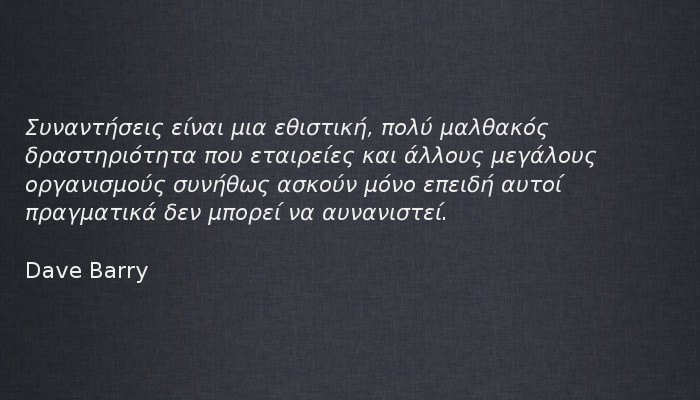 Συναντήσεις είναι μια εθιστική, πολύ μαλθακός
δραστηριότητα που εταιρείες και άλλους μεγάλους
οργανισμούς συνήθως ασκούν μόνο επειδή αυτοί
πραγματικά δεν μπορεί να αυνανιστεί.
Dave Barry